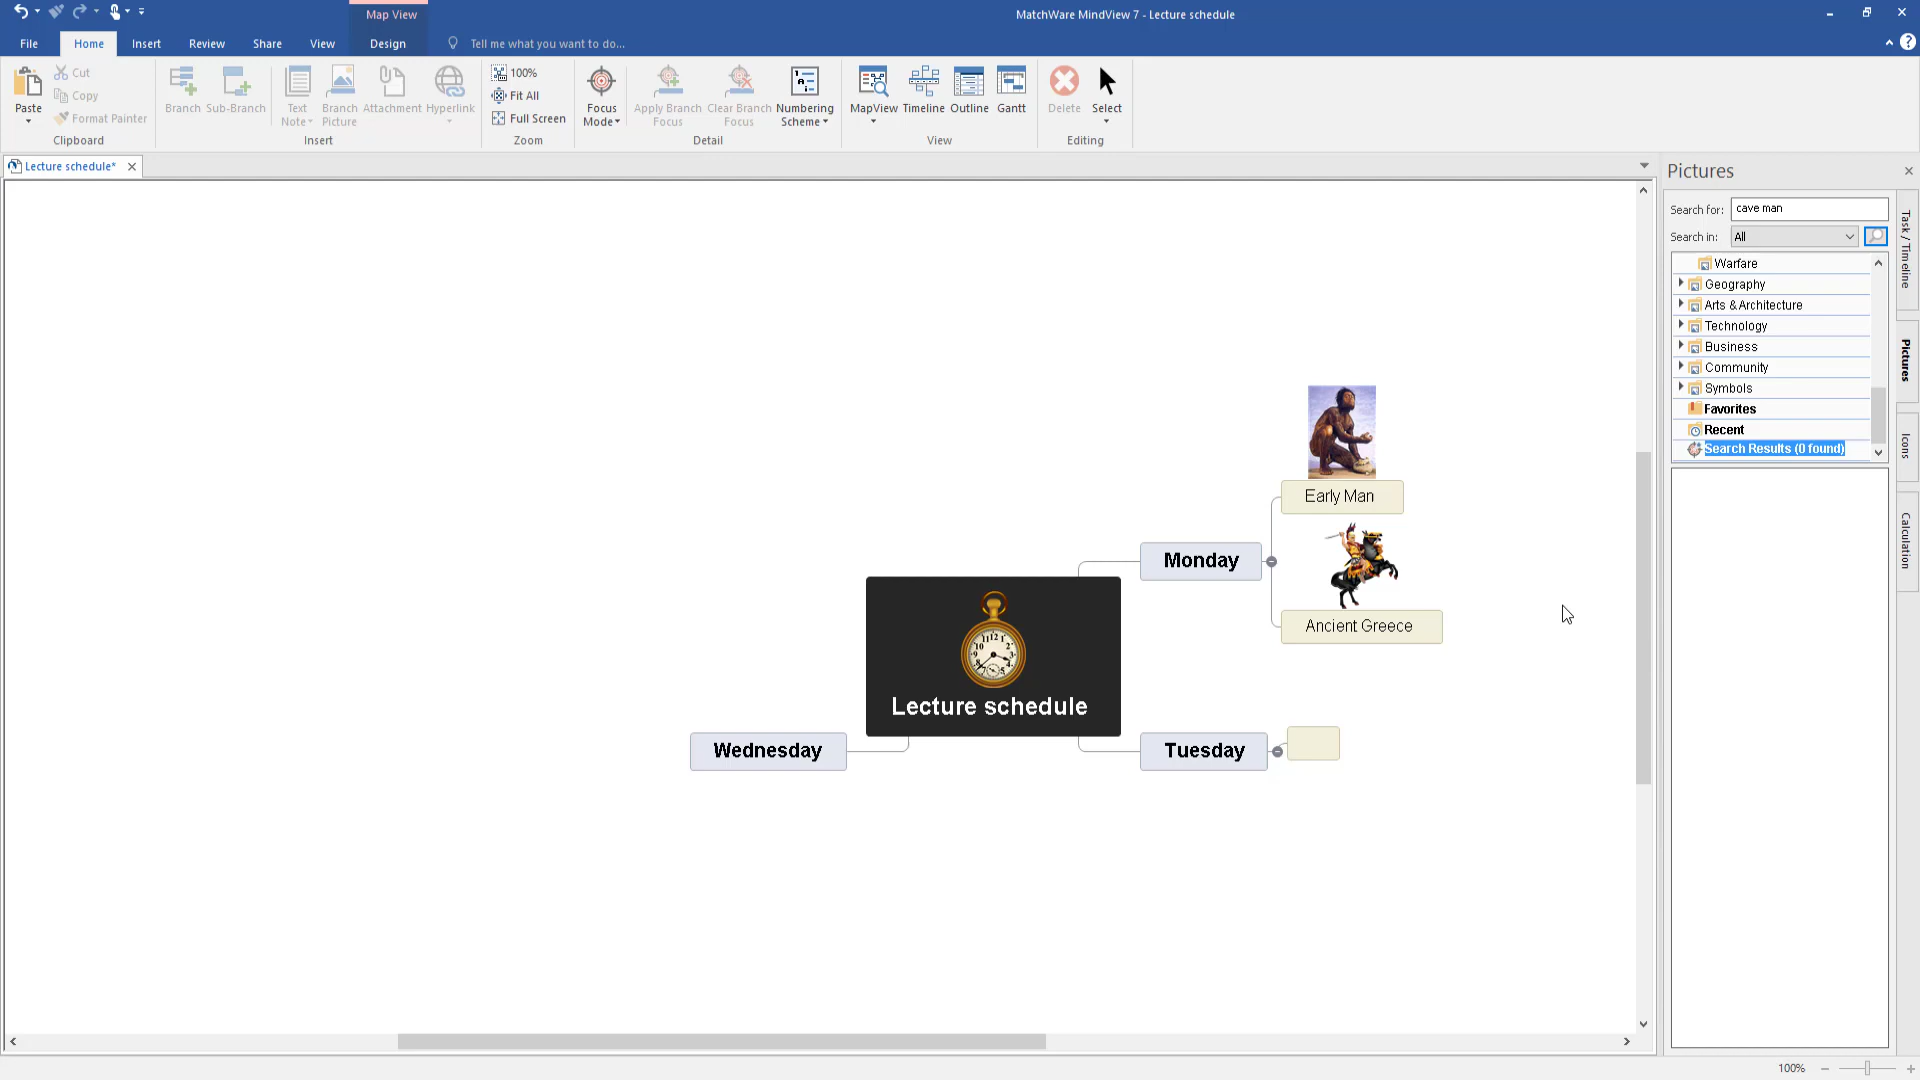 Map View
MatchWare MindView 7 - Lecture schedule
File
Home
Insert
Review
Share
View
Design
Tell me what you want to do...
Paste
Cut
Copy
Format Painter
Clipboard
Branch
Sub-Branch
Text
Note
Branch
Picture
Attachment
Hyperlink
Insert
100%
Fit All
Full Screen
Zoom
Focus
Mode
Apply Branch
Focus
Clear Branch
Focus
Numbering
Scheme
Detail
MapView
Timeline
Outline
Gantt
View
Delete
Select
Editing
Lecture schedule*
Pictures
Search for: cave man
Search in: All
Warfare
Geography
Arts & Architecture
Technology
Business
Community
Symbols
Favorites
Recent
Search Results (0 found)
Task / Timeline
Pictures
Icons
Calculation
Early Man
Monday
Ancient Greece
Lecture schedule
Wednesday
Tuesday
100%